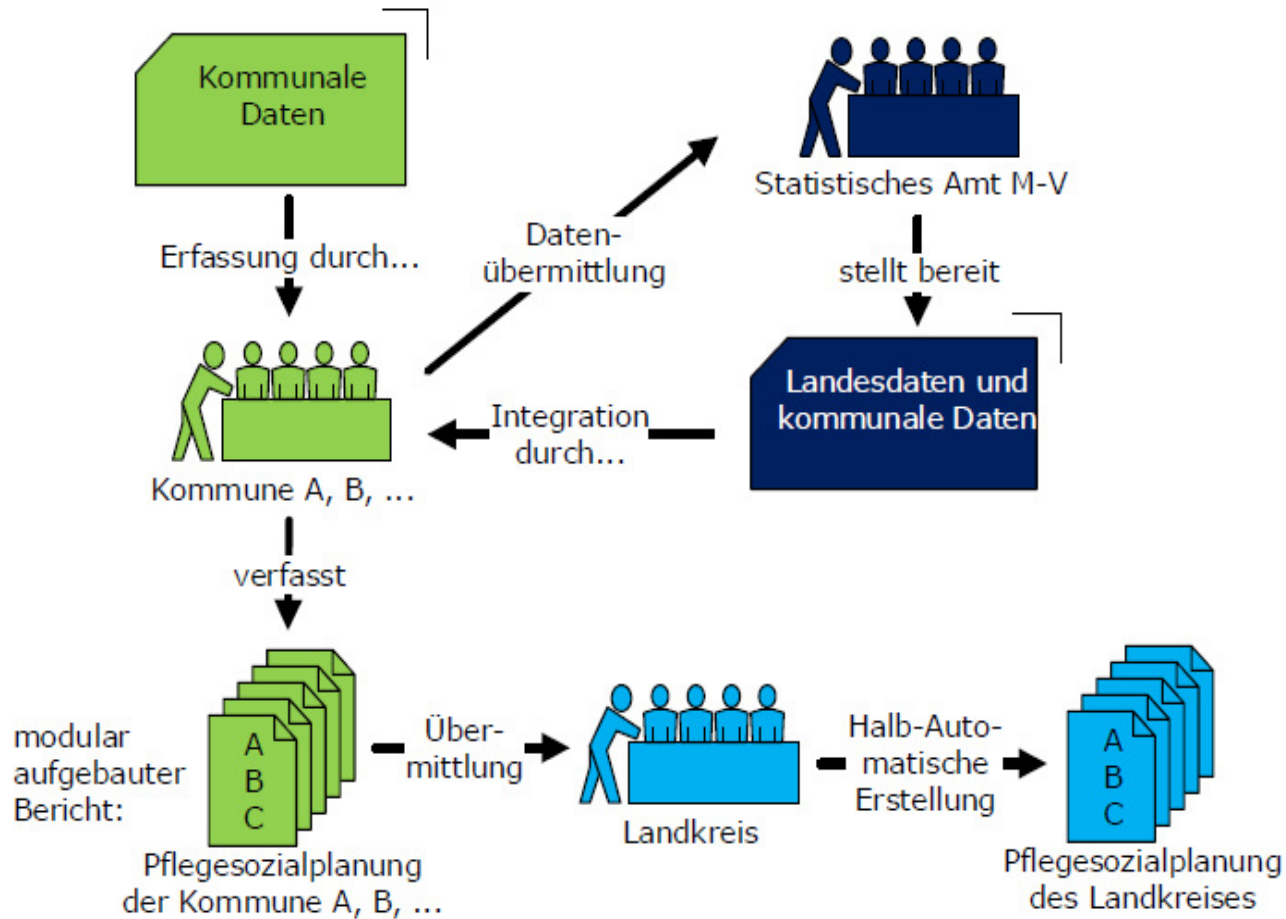 Kommunale
Daten
Statistisches Amt M-V
Erfassung durch...
Daten-
übermittlung
stellt bereit
Landesdaten und
kommunale Daten
Integration
durch...
Kommune A, B, ...
verfasst
modular
aufgebauter
Bericht:
A
B
C
Über-
mittlung
Landkreis
Halb-Auto-
matische
Erstellung
A
B
C
Pflegesozialplanung
der Kommune A, B, ...
Pflegesozialplanung
des Landkreises